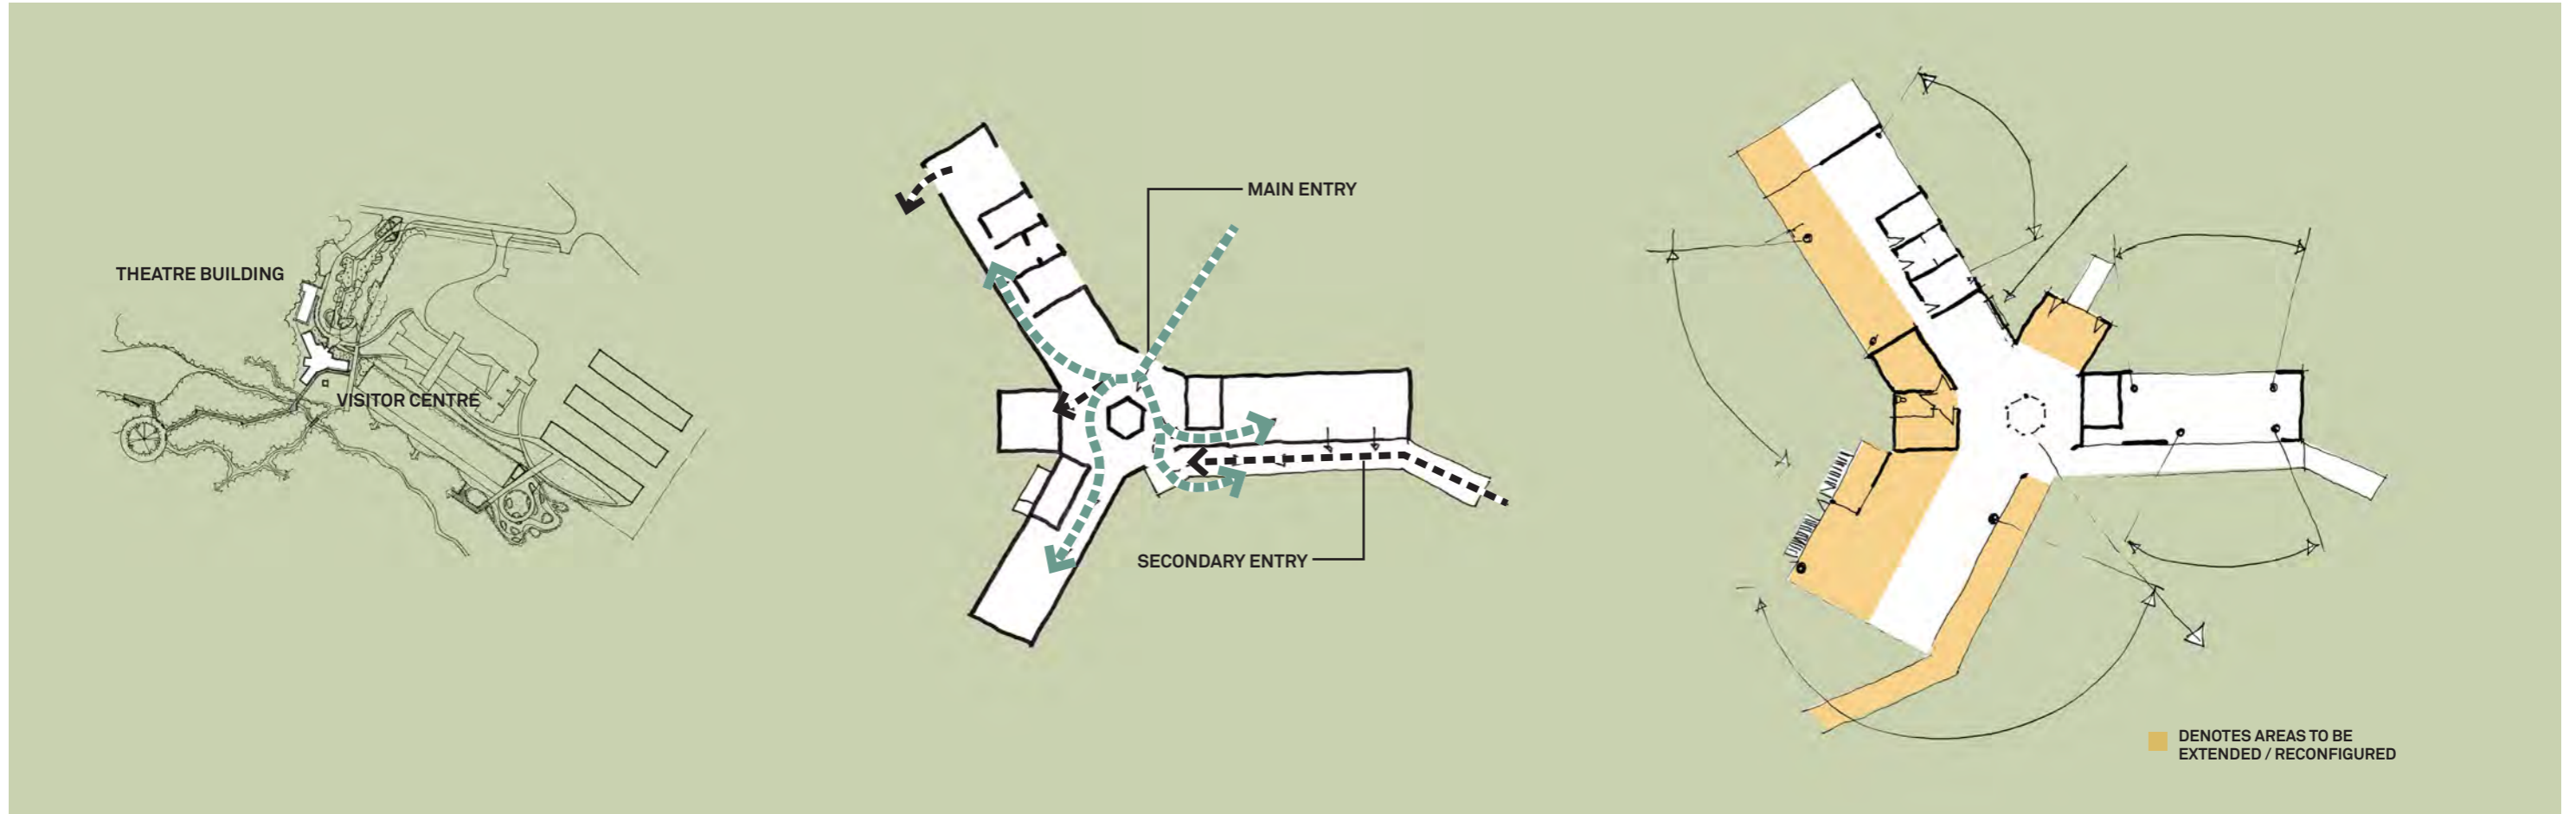 THEATRE BUILDING
VISITOR CENTRE
MAIN ENTRY
SECONDARY ENTRY
DENOTES AREAS TO BE
EXTENDED / RECONFIGURED